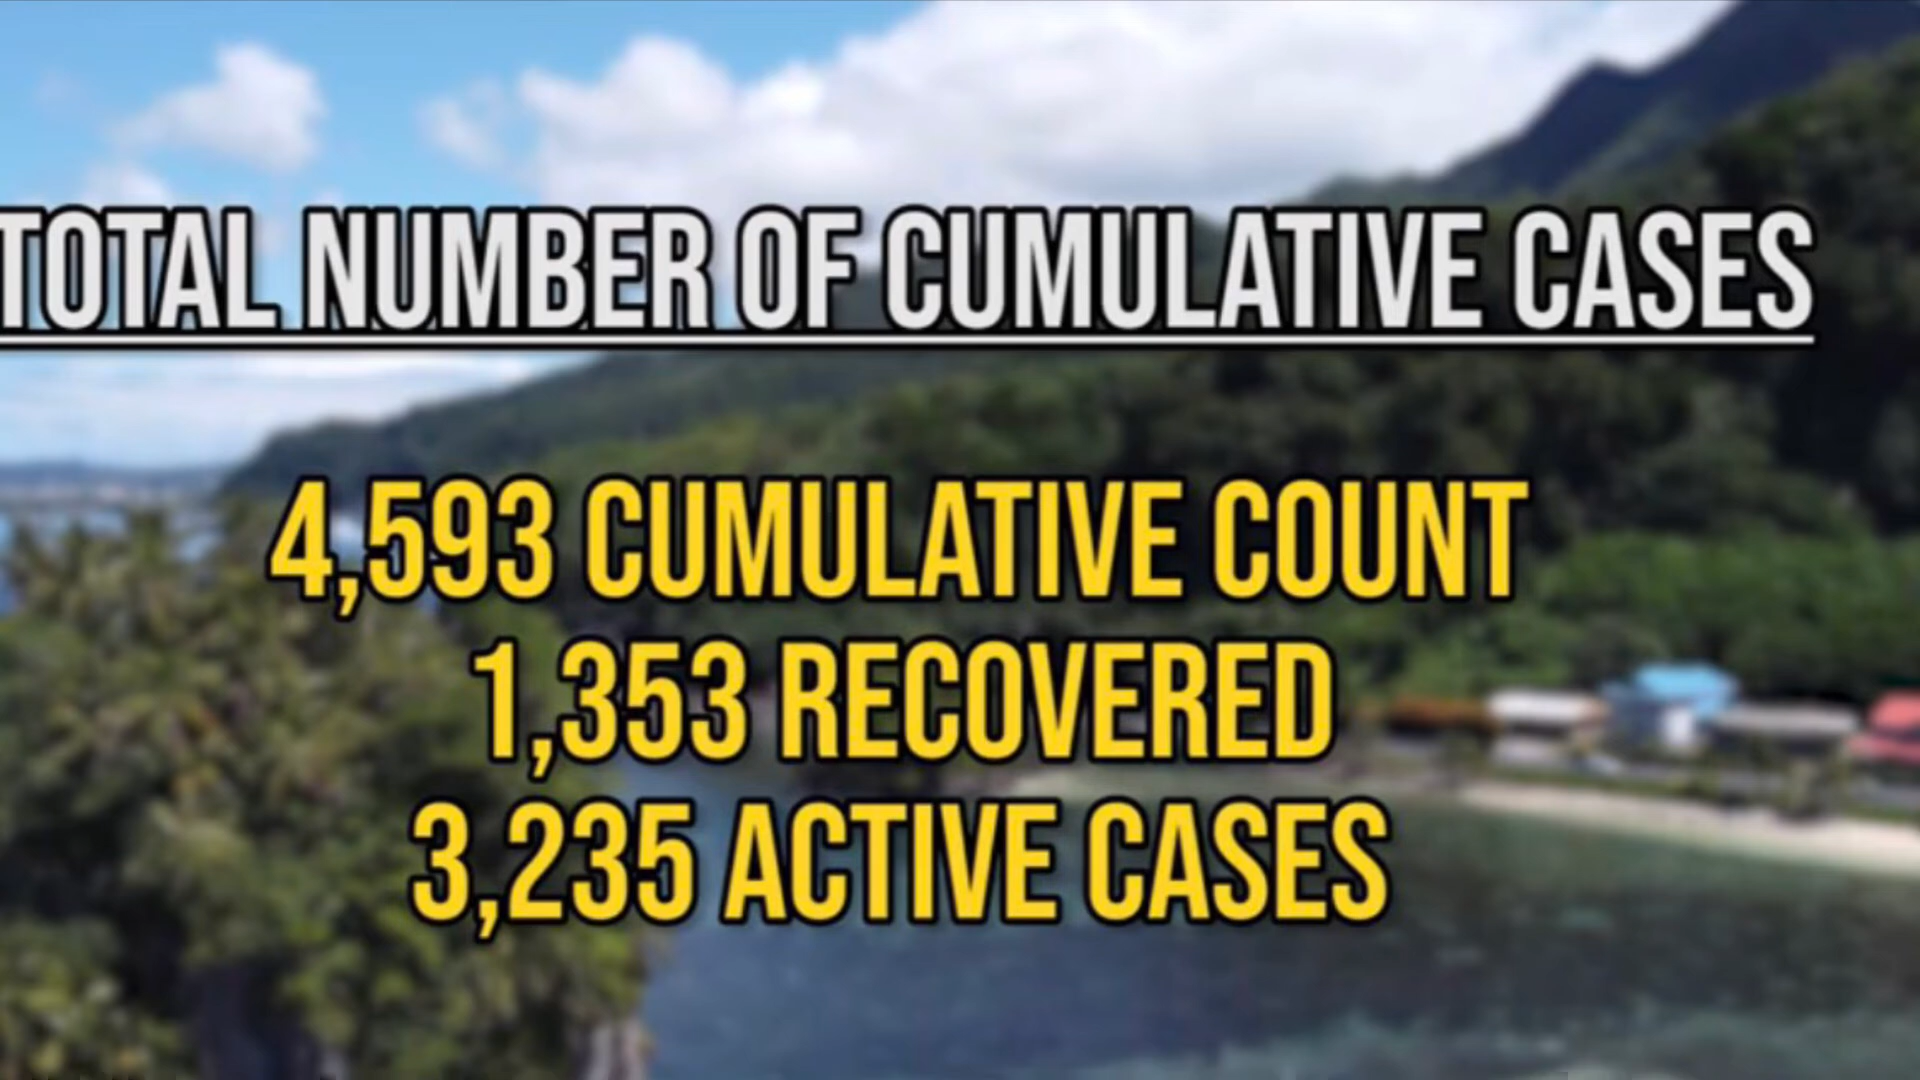 TOTAL NUMBER OF CUMULATIVE CASES
4,593 CUMULATIVE COUNT
1,353 RECOVERED
3,235 ACTIVE CASES